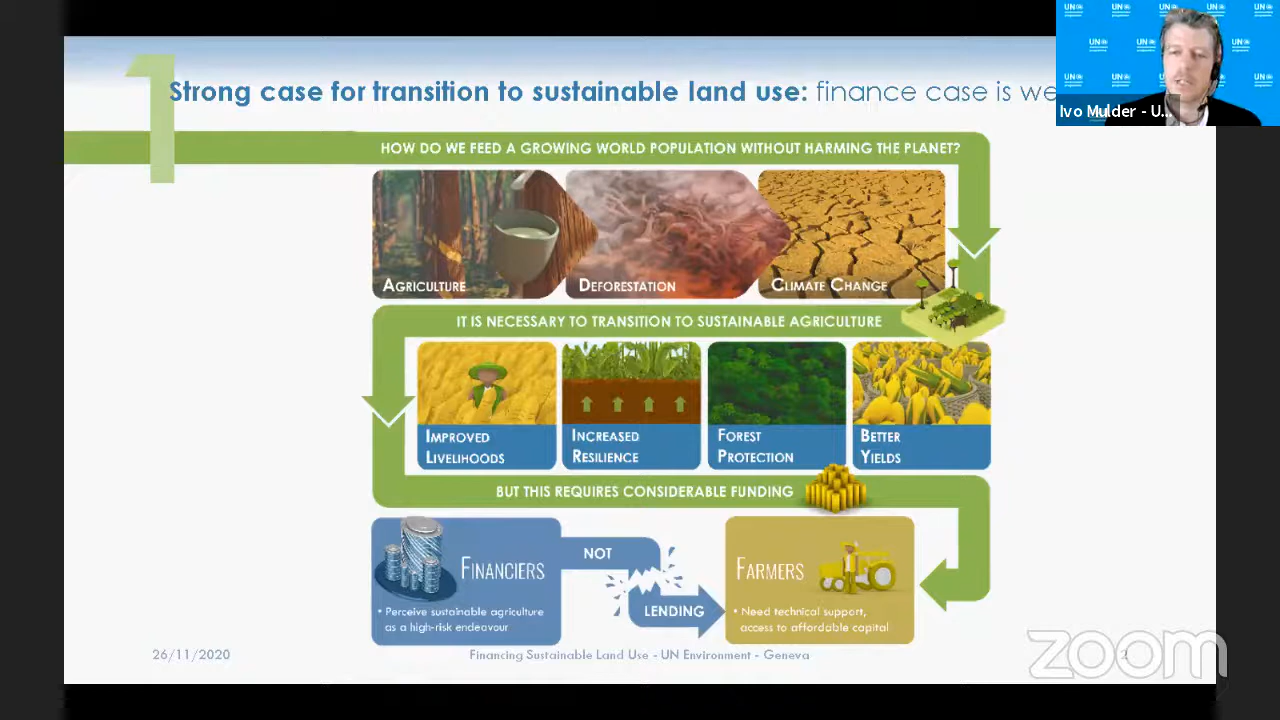 1
Strong case for transition to sustainable land use: finance case is we
UN
Ivo Mulder - U...
HOW DO WE FEED A GROWING WORLD POPULATION WITHOUT HARMING THE PLANET?
AGRICULTURE
DEFORESTATION
CLIMATE CHANGE
IT IS NECESSARY TO TRANSITION TO SUSTAINABLE AGRICULTURE
IMPROVED
LIVELIHOODS
INCREASED
RESILIENCE
FOREST
PROTECTION
BETTER
YIELDS
BUT THIS REQUIRES CONSIDERABLE FUNDING
FINANCIERS
• Perceive sustainable agriculture
as a high-risk endeavour
NOT
LENDING
FARMERS
• Need technical support,
access to affordable capital
26/11/2020
Financing Sustainable Land Use - UN Environment - Geneva
2
zoom